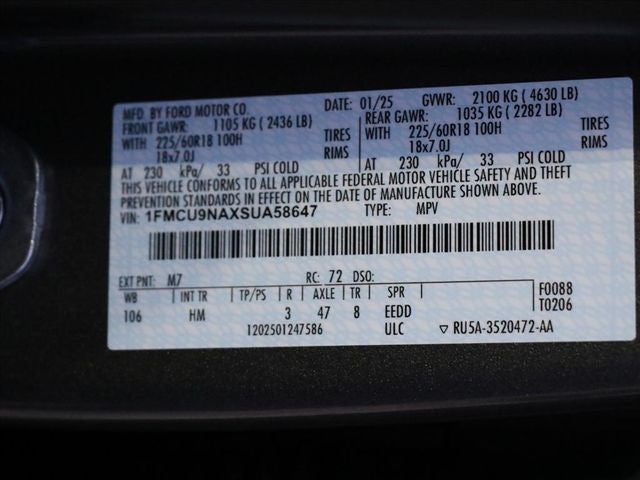 MFD. BY FORD MOTOR CO.
DATE: 01/25 GVWR: 2100 KG ( 4630 LB)
FRONT GAWR: 1105 KG ( 2436 LB) REAR GAWR: 1035 KG ( 2282 LB)
WITH 225/60R18 100H TIRES WITH 225/60R18 100H TIRES
18x7.0J RIMS 18x7.0J RIMS
AT 230 kPa/ 33 PSI COLD AT 230 kPa/ 33 PSI COLD
THIS VEHICLE CONFORMS TO ALL APPLICABLE FEDERAL MOTOR VEHICLE SAFETY AND THEFT
PREVENTION STANDARDS IN EFFECT ON THE DATE OF MANUFACTURE SHOWN ABOVE.
VIN: 1FMCU9NAXSUA58647 TYPE: MPV
EXT PNT: M7 RC: 72 DSO:
WB INT TR TP/PS R AXLE TR SPR F0088
106 HM 3 47 8 EEDD T0206
1202501247586 ULC ▽ RU5A-3520472-AA